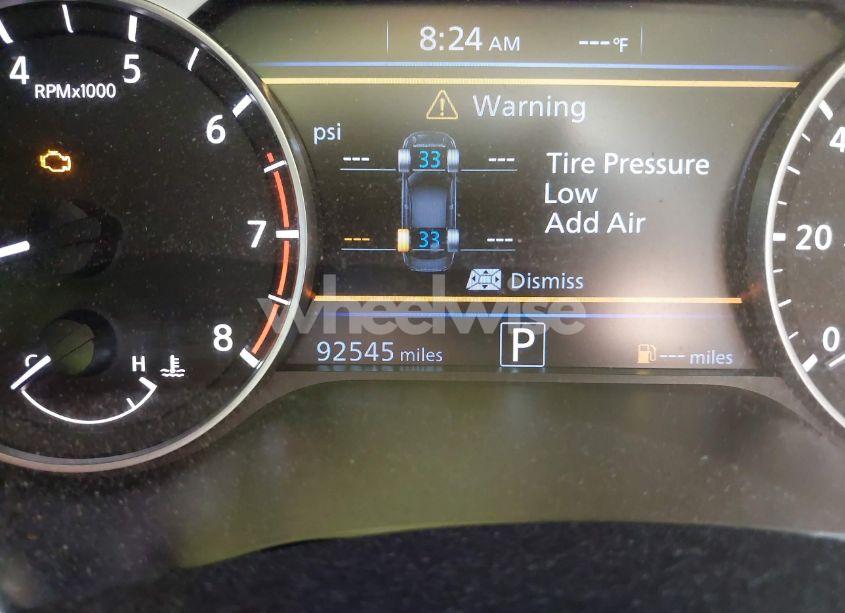 8:24 AM
---°F
4
5
6
7
8
RPMx1000
C
H
Warning
psi
---
33
---
---
33
---
Tire Pressure
Low
Add Air
Dismiss
wheelwise
92545 miles
P
--- miles
4
20
0